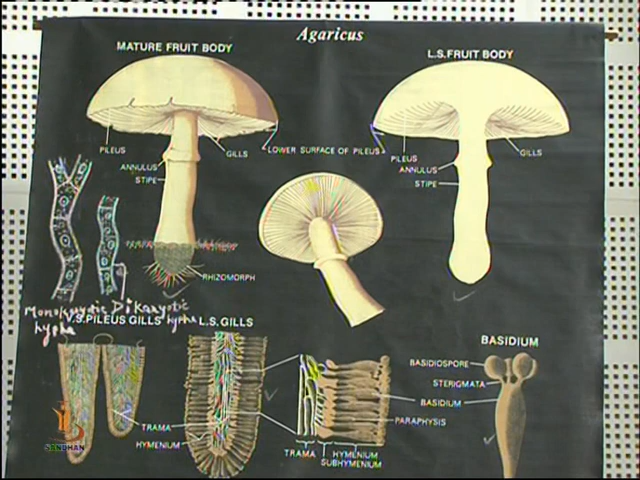 Agaricus
MATURE FRUIT BODY
L.S.FRUIT BODY
PILEUS
GILLS
LOWER SURFACE OF PILEUS
ANNULUS
STIPE
PILEUS
GILLS
ANNULUS
STIPE
RHIZOMORPH
Monokaryotic
hypha
Dikaryotic
hypha
V.S.PILEUS GILLS
L.S.GILLS
BASIDIUM
BASIDIOSPORE
STERIGMATA
BASIDIUM
PARAPHYSIS
TRAMA
HYMENIUM
TRAMA
HYMENIUM
SUBHYMENIUM
SANDHAN